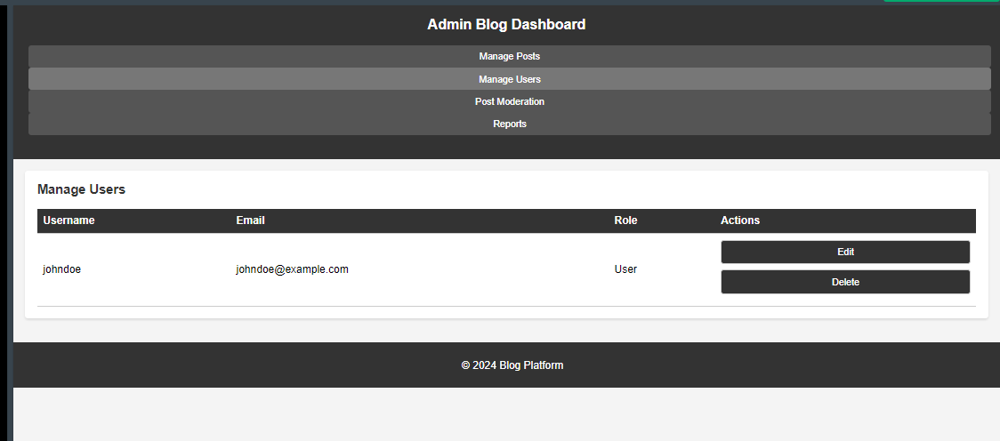 Admin Blog Dashboard
Manage Posts
Manage Users
Post Moderation
Reports
Manage Users
Username Email Role Actions
johndoe johndoe@example.com User Edit
Delete
© 2024 Blog Platform